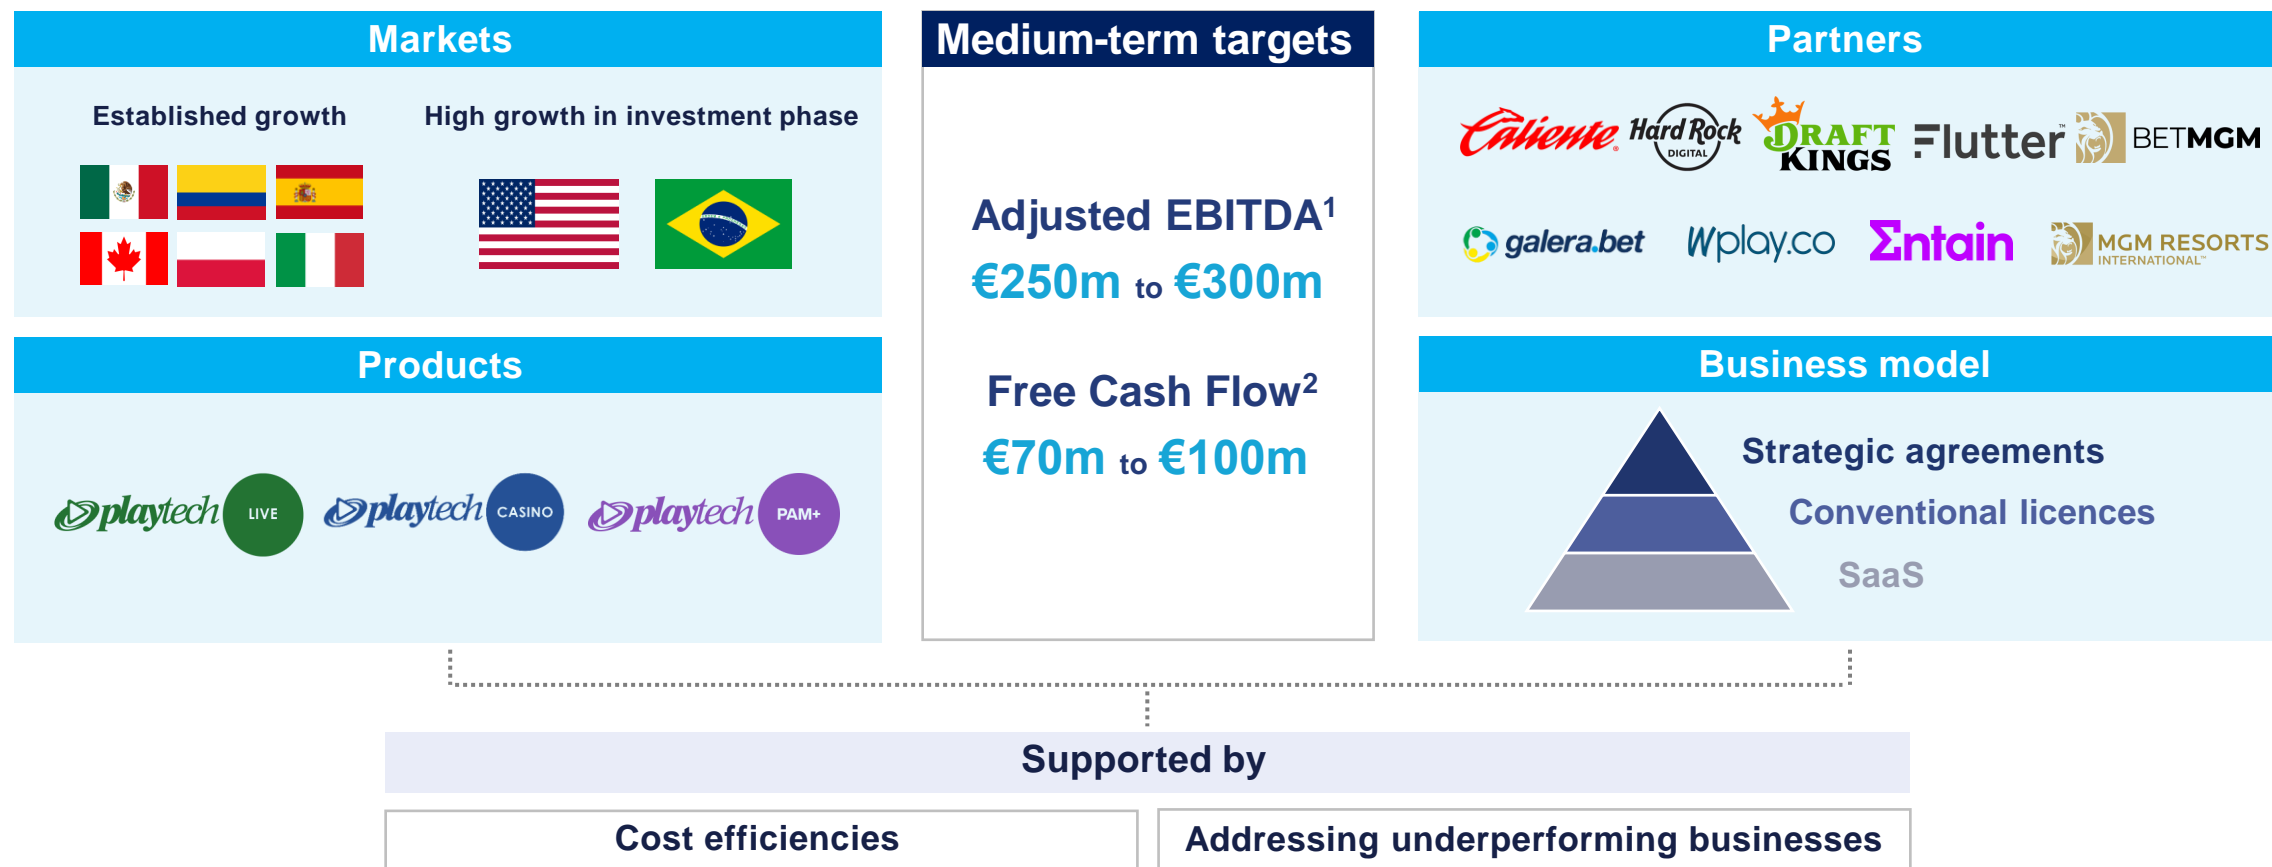 Markets
Established growth
High growth in investment phase
Products
playtech LIVE
playtech CASINO
playtech PAM+
Medium-term targets
Adjusted EBITDA1
€250m to €300m
Free Cash Flow2
€70m to €100m
Partners
Caliente®
Hard Rock
DIGITAL
DRAFT
KINGS
Flutter™
BETMGM
galera.bet
Wplay.co
Entain
MGM RESORTS
INTERNATIONAL™
Business model
Strategic agreements
Conventional licences
SaaS
Supported by
Cost efficiencies
Addressing underperforming businesses